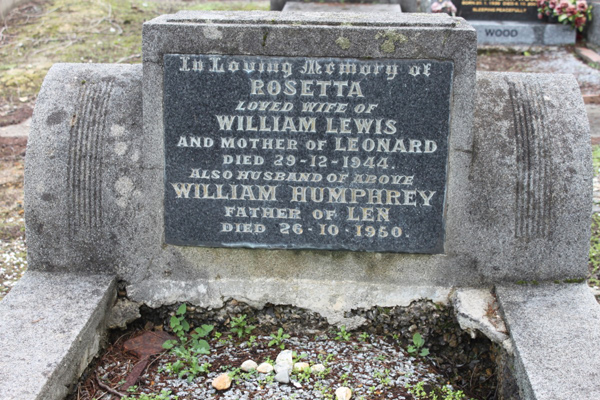 WOOD
In Loving Memory of
ROSETTA
LOVED WIFE OF
WILLIAM LEWIS
AND MOTHER OF LEONARD
DIED 29-12-1944.
ALSO HUSBAND OF ABOVE
WILLIAM HUMPHREY
FATHER OF LEN
DIED 26-10-1950.